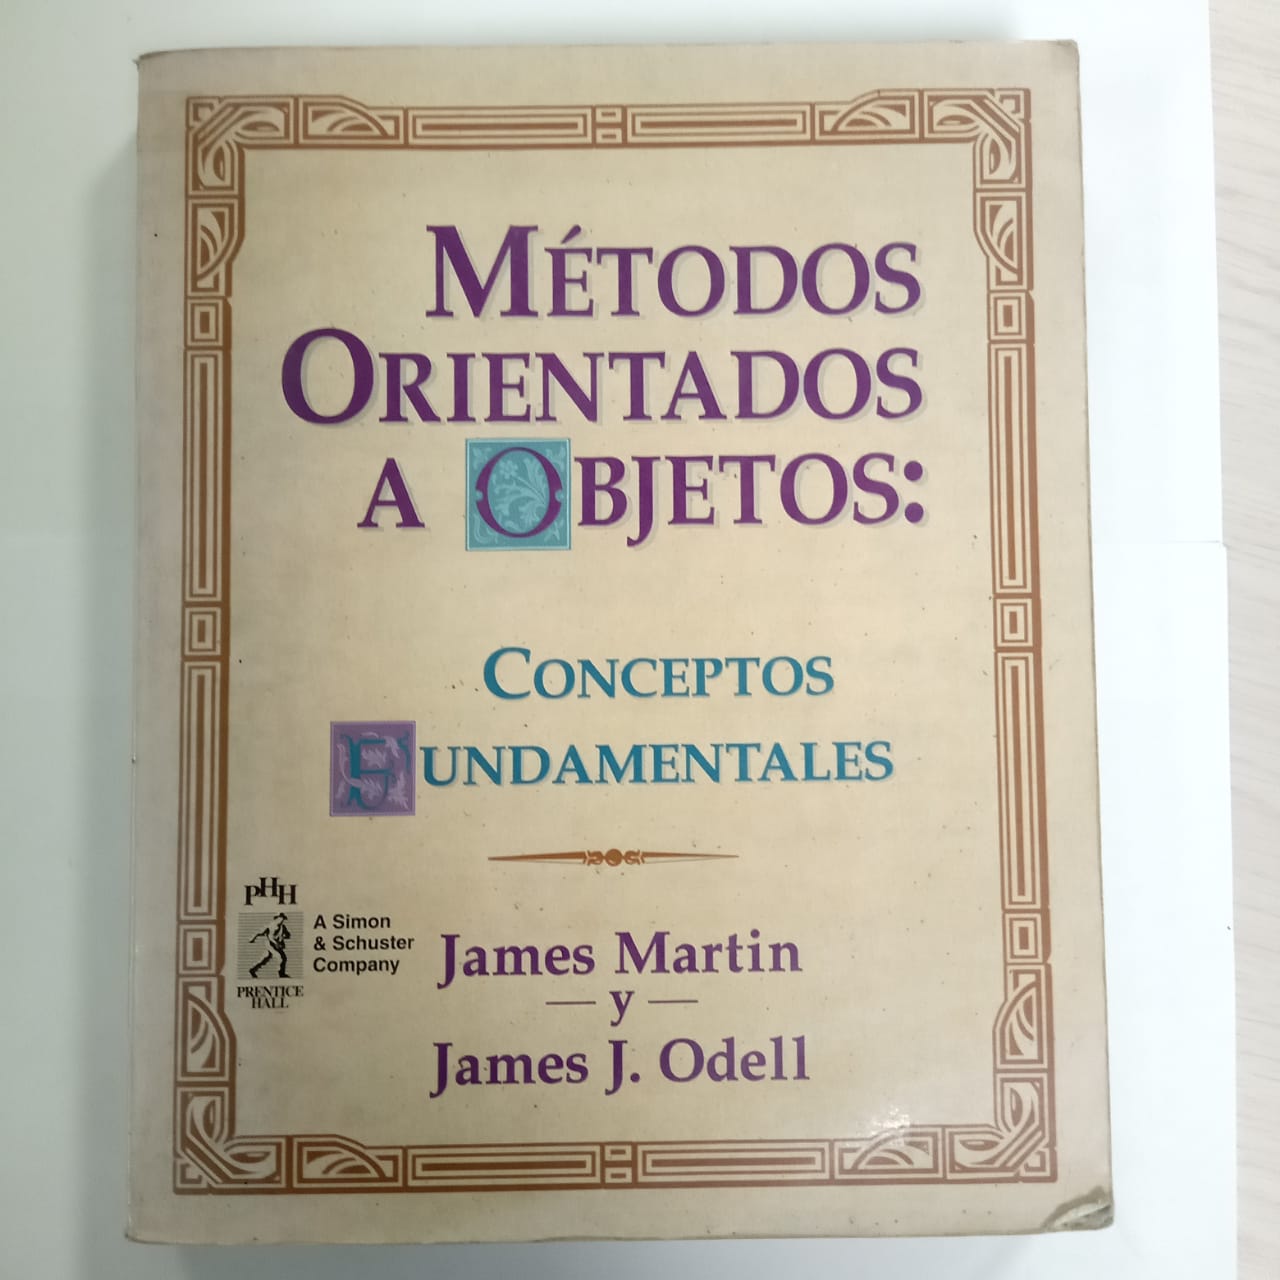 MÉTODOS
ORIENTADOS
A OBJETOS:
CONCEPTOS
FUNDAMENTALES
PHH
A Simon
& Schuster
Company
PRENTICE
HALL
James Martin
y
James J. Odell